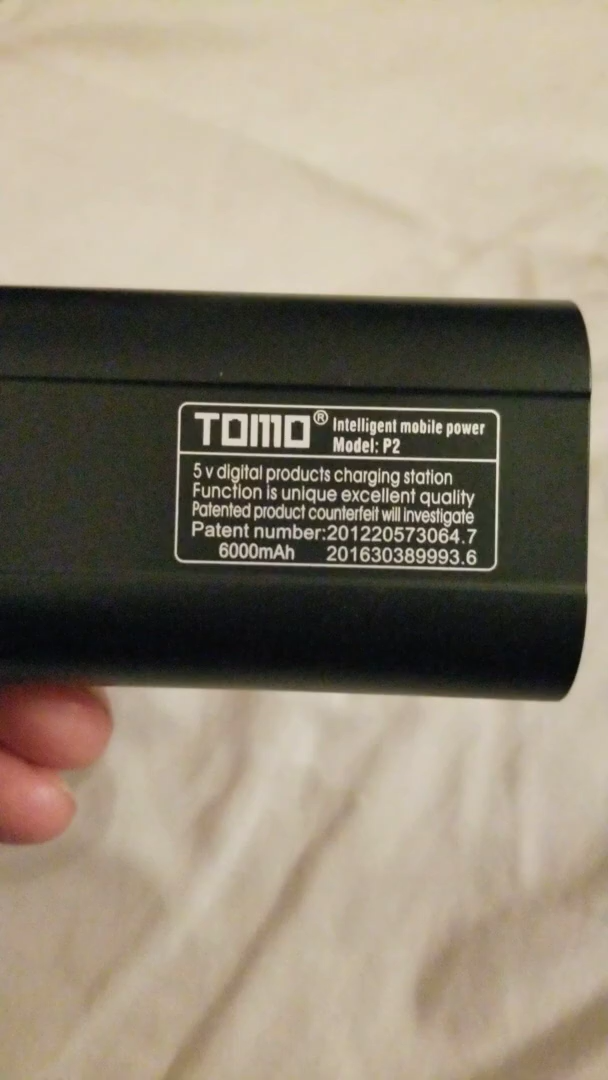 TOMO® Intelligent mobile power
Model: P2
5 v digital products charging station
Function is unique excellent quality
Patented product counterfeit will investigate
Patent number:201220573064.7
6000mAh 201630389993.6